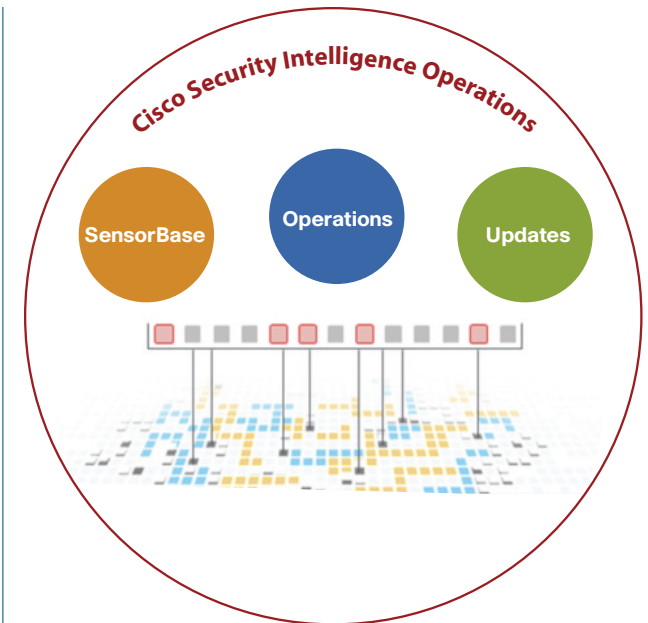 Cisco Security Intelligence Operations
SensorBase
Operations
Updates